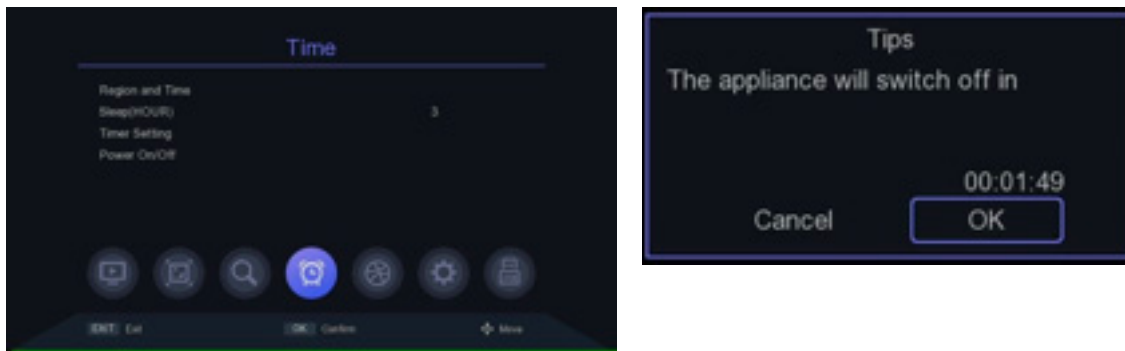 Time
Region and Time
Sleep(HOUR) 3
Timer Setting
Power On/Off
EXIT Exit OK Confirm Move
Tips
The appliance will switch off in
00:01:49
Cancel OK